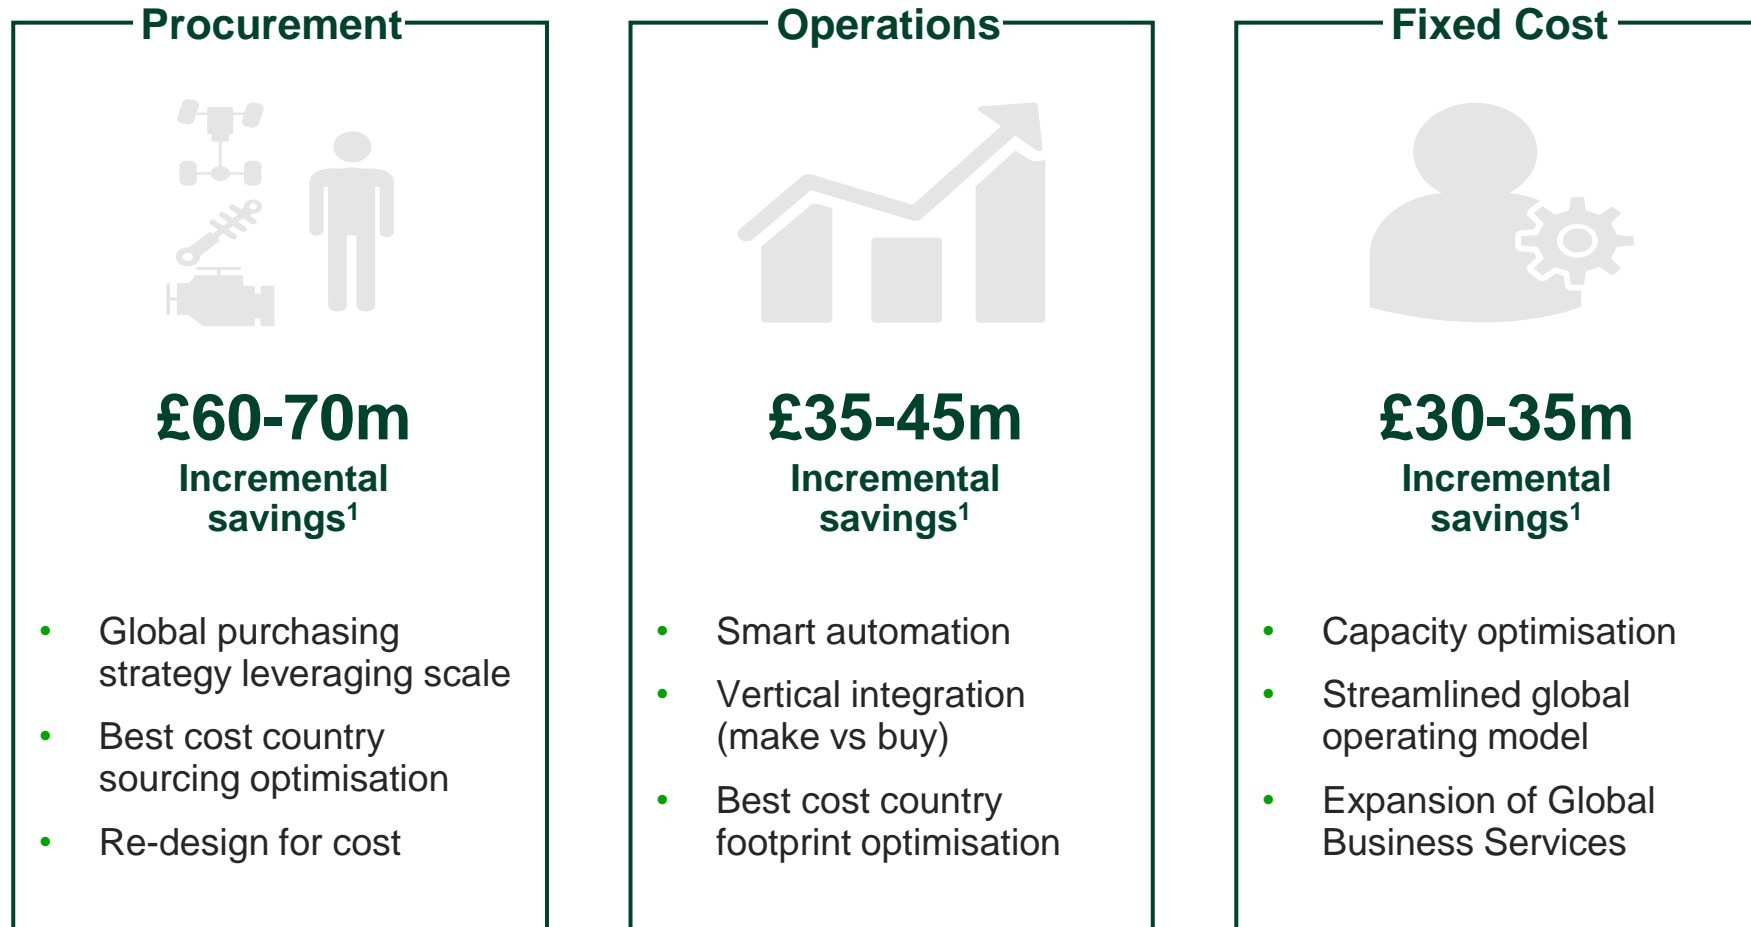 Procurement
£60-70m
Incremental
savings¹
• Global purchasing
strategy leveraging scale
• Best cost country
sourcing optimisation
• Re-design for cost
Operations
£35-45m
Incremental
savings¹
• Smart automation
• Vertical integration
(make vs buy)
• Best cost country
footprint optimisation
Fixed Cost
£30-35m
Incremental
savings¹
• Capacity optimisation
• Streamlined global
operating model
• Expansion of Global
Business Services